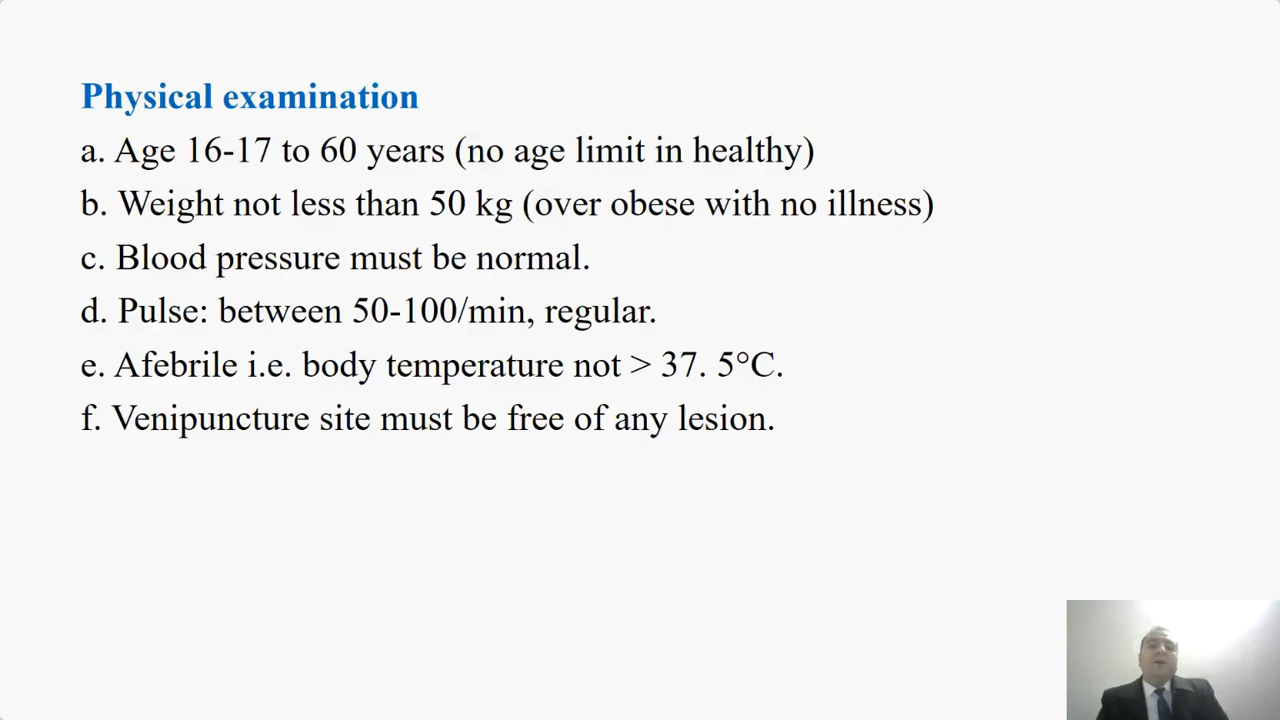 Physical examination
a. Age 16-17 to 60 years (no age limit in healthy)
b. Weight not less than 50 kg (over obese with no illness)
c. Blood pressure must be normal.
d. Pulse: between 50-100/min, regular.
e. Afebrile i.e. body temperature not > 37. 5°C.
f. Venipuncture site must be free of any lesion.